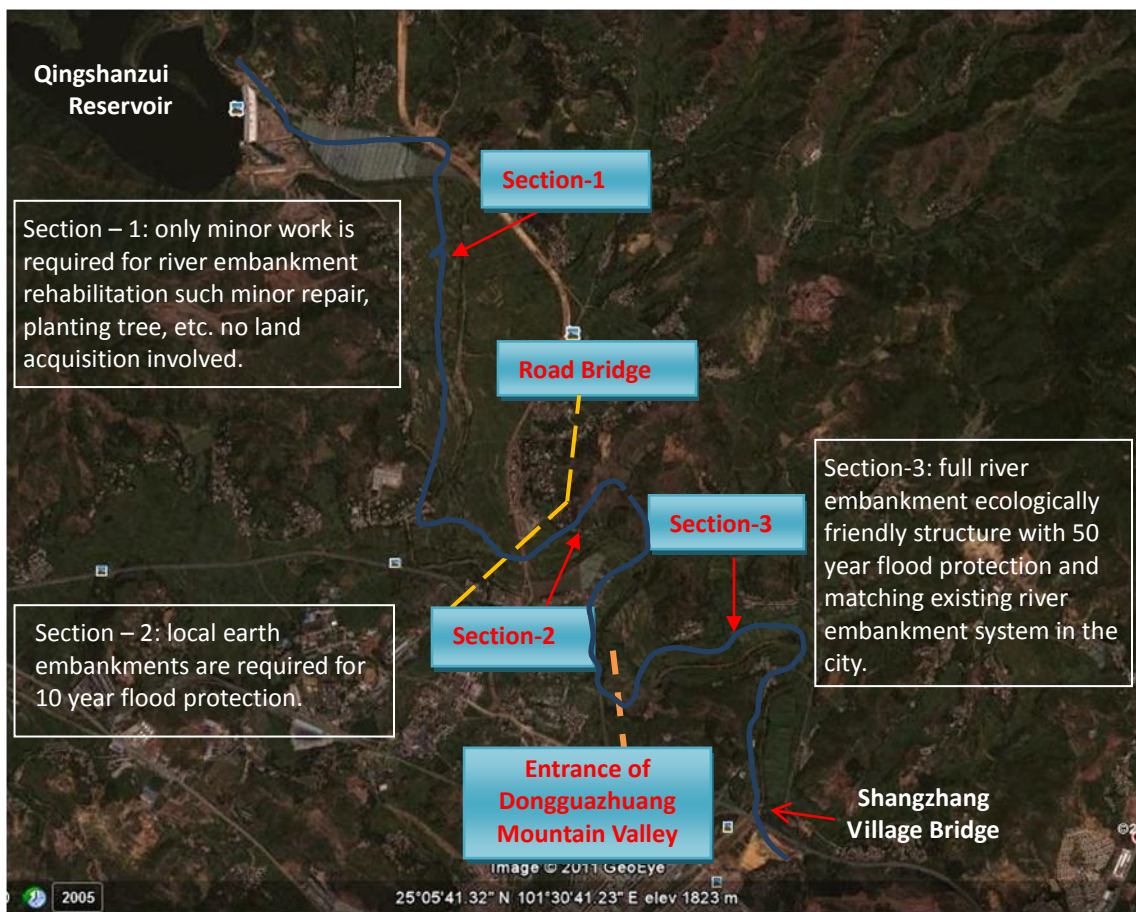 Qingshanzui
Reservoir
Section-1
Section – 1: only minor work is
required for river embankment
rehabilitation such minor repair,
planting tree, etc. no land
acquisition involved.
Road Bridge
Section-3: full river
embankment ecologically
friendly structure with 50
year flood protection and
matching existing river
embankment system in the
city.
Section-3
Section – 2: local earth
embankments are required for
10 year flood protection.
Section-2
Entrance of
Dongguazhuang
Mountain Valley
Shangzhang
Village Bridge
Image © 2011 GeoEye
2005
25°05'41.32" N 101°30'41.23" E elev 1823 m